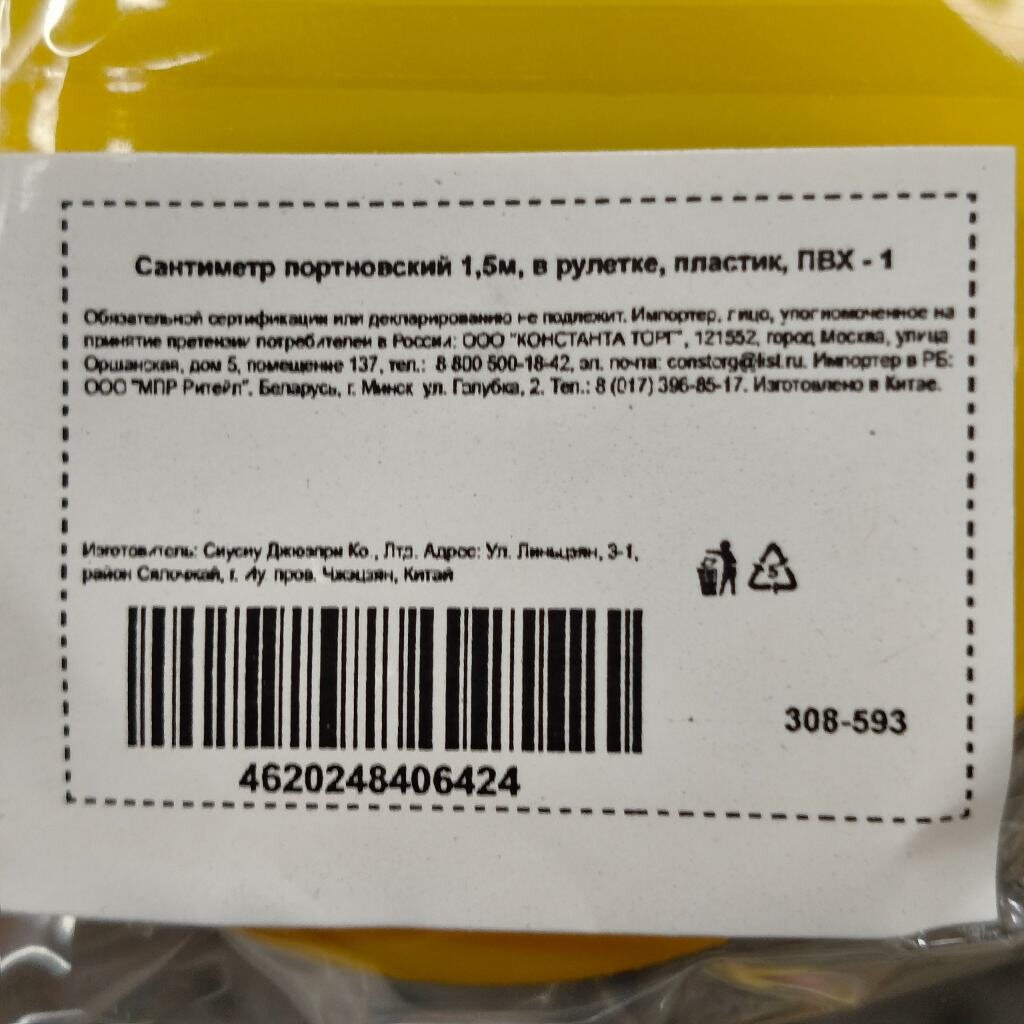 Сантиметр портновский 1,5м, в рулетке, пластик, ПВХ - 1
Обязательной сертификации или декларированию не подлежит. Импортер, лицо, уполномоченное на
принятие претензий потребителей в России: ООО "КОНСТАНТА ТОРГ", 121552, город Москва, улица
Оршанская, дом 5, помещение 137, тел.: 8 800 500-18-42, эл. почта: constorg@list.ru. Импортер в РБ:
ООО "МПР Ритейл". Беларусь, г. Минск ул. Голубка, 2. Тел.: 8 (017) 396-85-17. Изготовлено в Китае.
Изготовитель: Сиусиу Джюэлри Ко., Лтд. Адрес: Ул. Линьцзян, 3-1,
район г. Иу пров. Чжэцзян, Китай
5
308-593
4620248406424